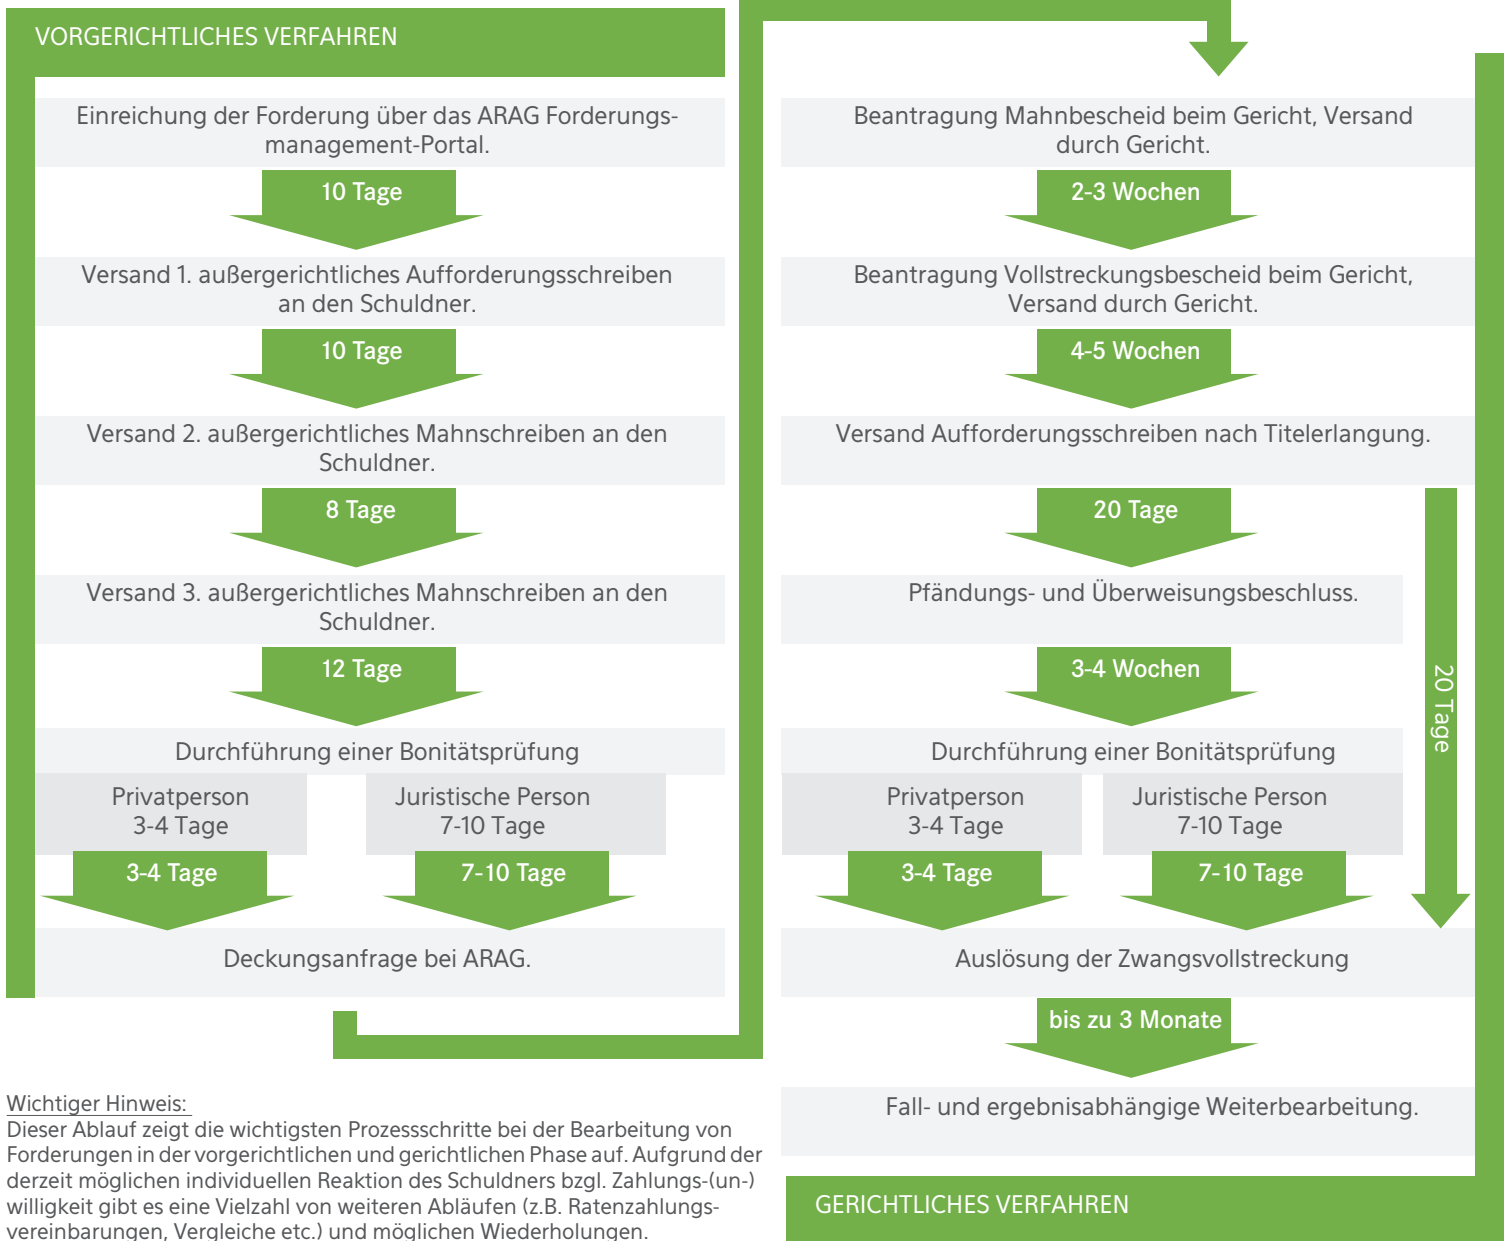 VORGERICHTLICHES VERFAHREN
Einreichung der Forderung über das ARAG Forderungs-
management-Portal.
10 Tage
Versand 1. außergerichtliches Aufforderungsschreiben
an den Schuldner.
10 Tage
Versand 2. außergerichtliches Mahnschreiben an den
Schuldner.
8 Tage
Versand 3. außergerichtliches Mahnschreiben an den
Schuldner.
12 Tage
Durchführung einer Bonitätsprüfung
Privatperson
3-4 Tage
Juristische Person
7-10 Tage
3-4 Tage
7-10 Tage
Deckungsanfrage bei ARAG.
Wichtiger Hinweis:
Dieser Ablauf zeigt die wichtigsten Prozessschritte bei der Bearbeitung von
Forderungen in der vorgerichtlichen und gerichtlichen Phase auf. Aufgrund der
derzeit möglichen individuellen Reaktion des Schuldners bzgl. Zahlungs-(un-)
willigkeit gibt es eine Vielzahl von weiteren Abläufen (z.B. Ratenzahlungs-
vereinbarungen, Vergleiche etc.) und möglichen Wiederholungen.
Beantragung Mahnbescheid beim Gericht, Versand
durch Gericht.
2-3 Wochen
Beantragung Vollstreckungsbescheid beim Gericht,
Versand durch Gericht.
4-5 Wochen
Versand Aufforderungsschreiben nach Titelerlangung.
20 Tage
Pfändungs- und Überweisungsbeschluss.
3-4 Wochen
20 Tage
Durchführung einer Bonitätsprüfung
Privatperson
3-4 Tage
Juristische Person
7-10 Tage
3-4 Tage
7-10 Tage
Auslösung der Zwangsvollstreckung
bis zu 3 Monate
Fall- und ergebnisabhängige Weiterbearbeitung.
GERICHTLICHES VERFAHREN